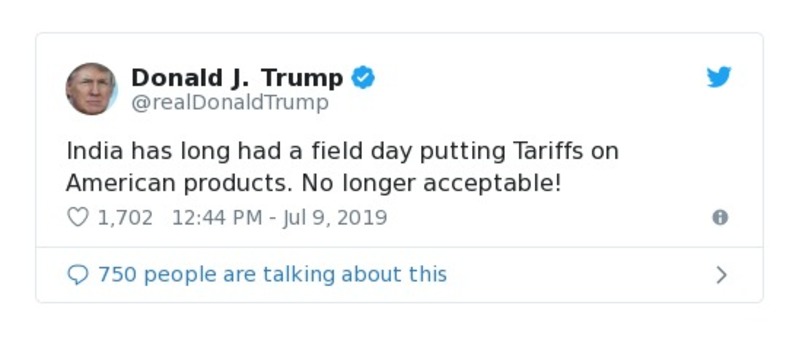 Donald J. Trump
@realDonaldTrump
India has long had a field day putting Tariffs on
American products. No longer acceptable!
1,702 12:44 PM - Jul 9, 2019
750 people are talking about this